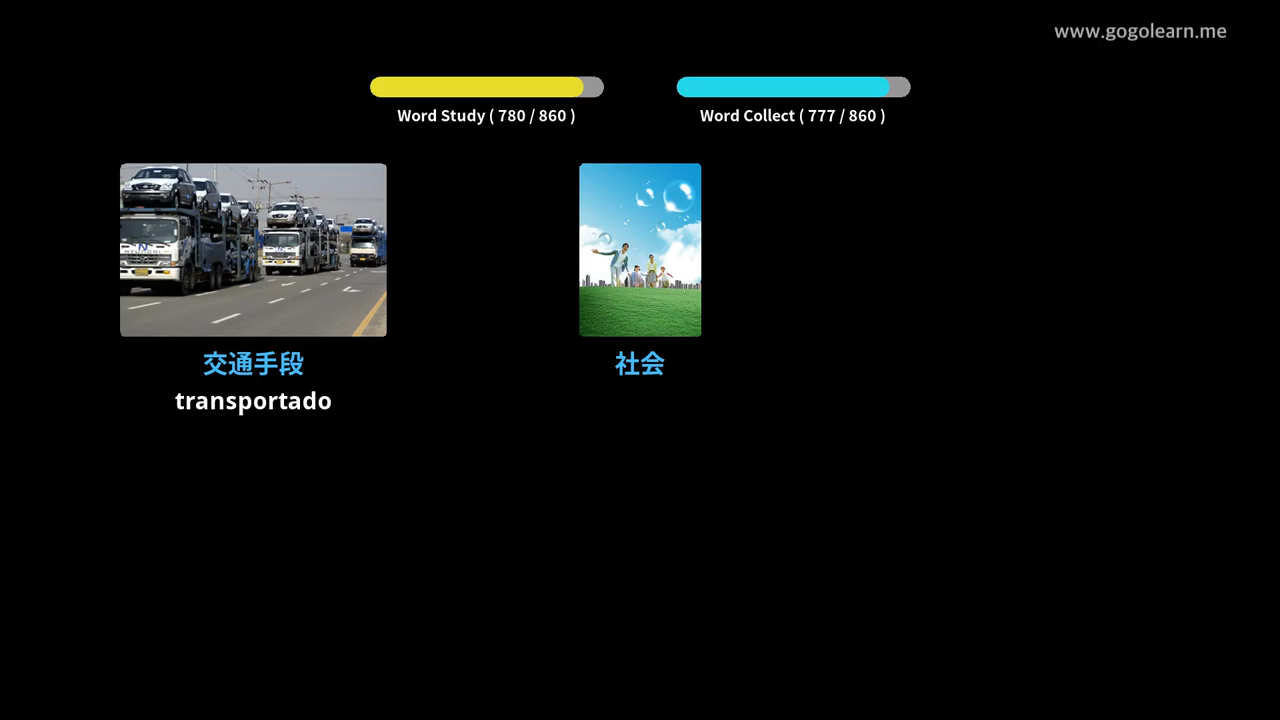 www.gogolearn.me
Word Study ( 780 / 860 )
Word Collect ( 777 / 860 )
交通手段
transportado
社会